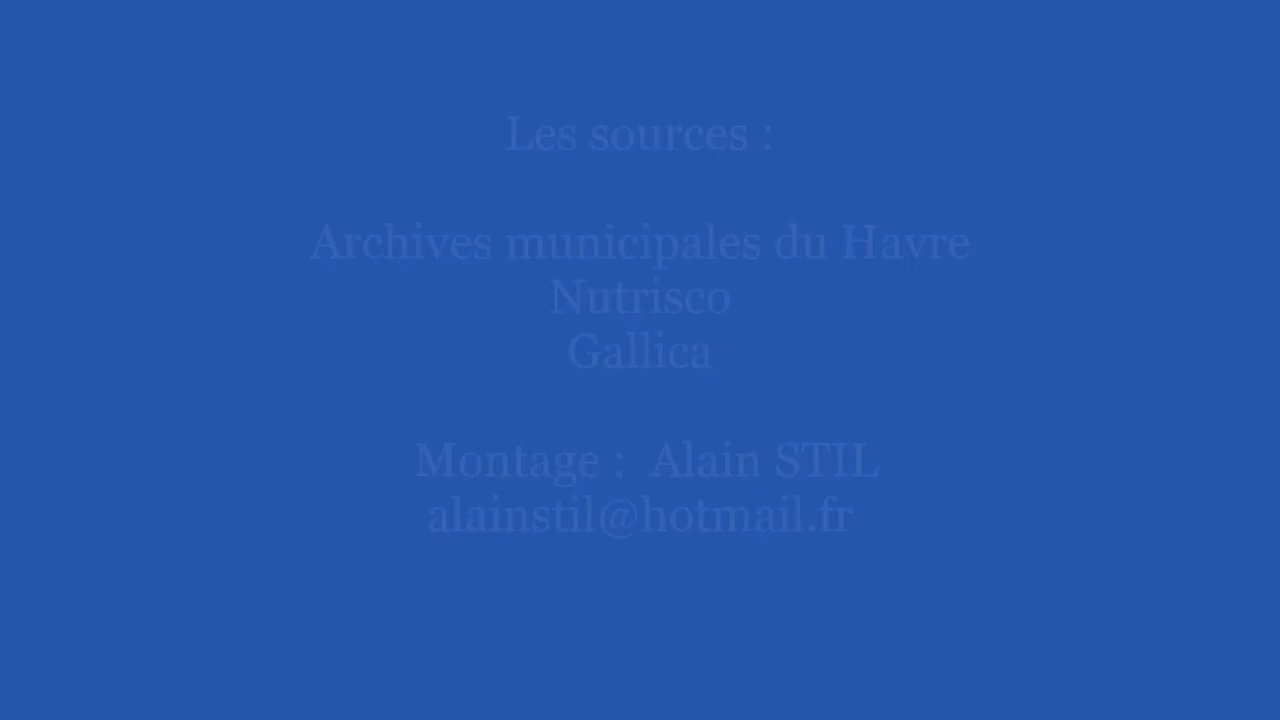 Les sources :
Archives municipales du Havre
Nutrisco
Gallica
Montage :  Alain STIL
alainstil@hotmail.fr